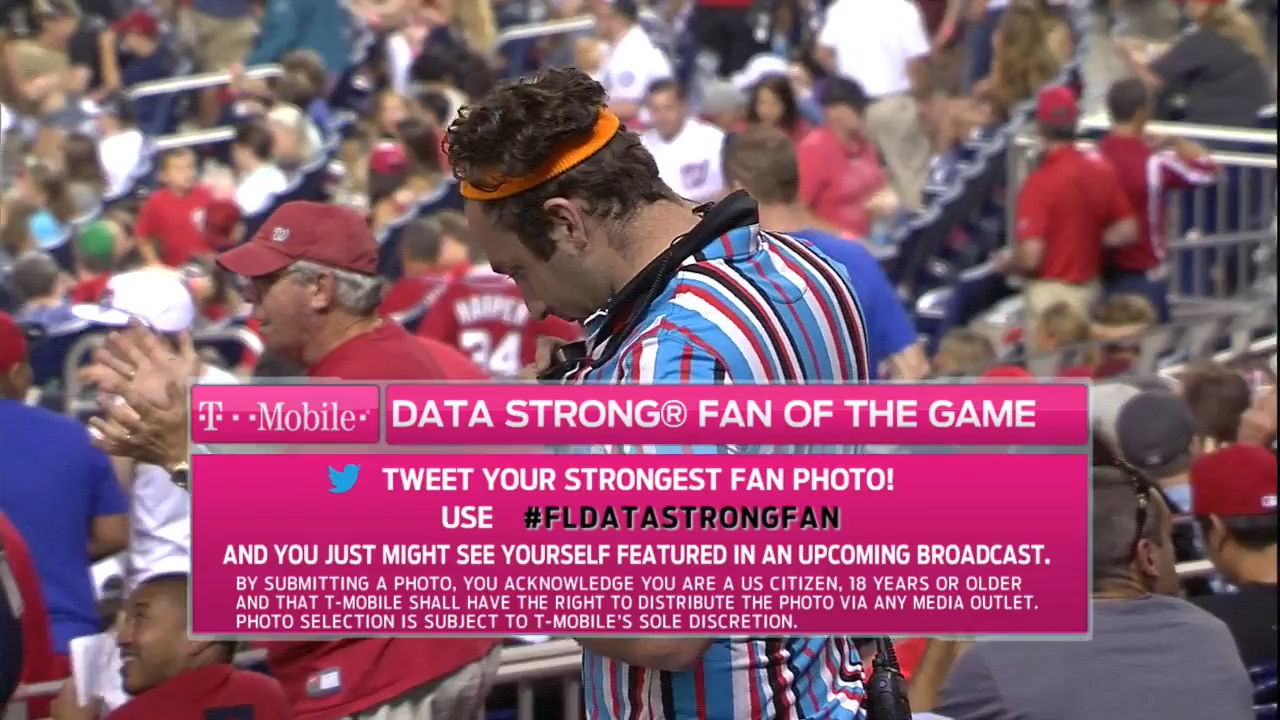 W
HARPER
34
T··Mobile·® DATA STRONG® FAN OF THE GAME
TWEET YOUR STRONGEST FAN PHOTO!
USE #FLDATASTRONGFAN
AND YOU JUST MIGHT SEE YOURSELF FEATURED IN AN UPCOMING BROADCAST.
BY SUBMITTING A PHOTO, YOU ACKNOWLEDGE YOU ARE A US CITIZEN, 18 YEARS OR OLDER
AND THAT T-MOBILE SHALL HAVE THE RIGHT TO DISTRIBUTE THE PHOTO VIA ANY MEDIA OUTLET.
PHOTO SELECTION IS SUBJECT TO T-MOBILE'S SOLE DISCRETION.